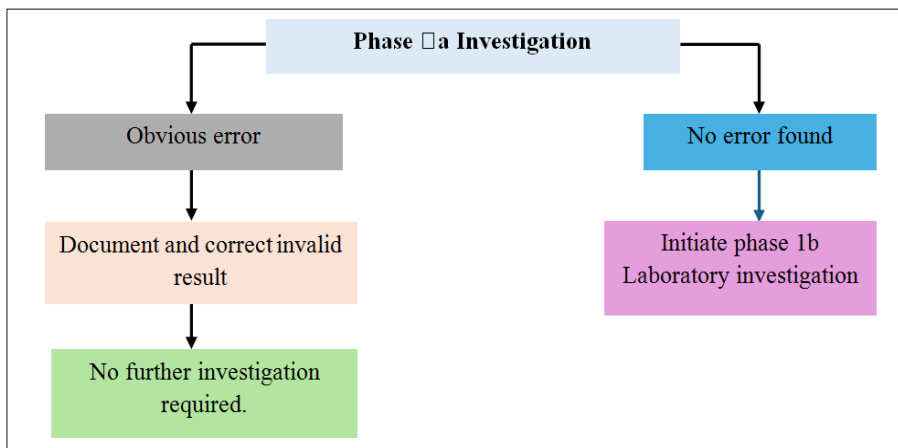 Phase □a Investigation
Obvious error
No error found
Document and correct invalid
result
Initiate phase 1b
Laboratory investigation
No further investigation
required.